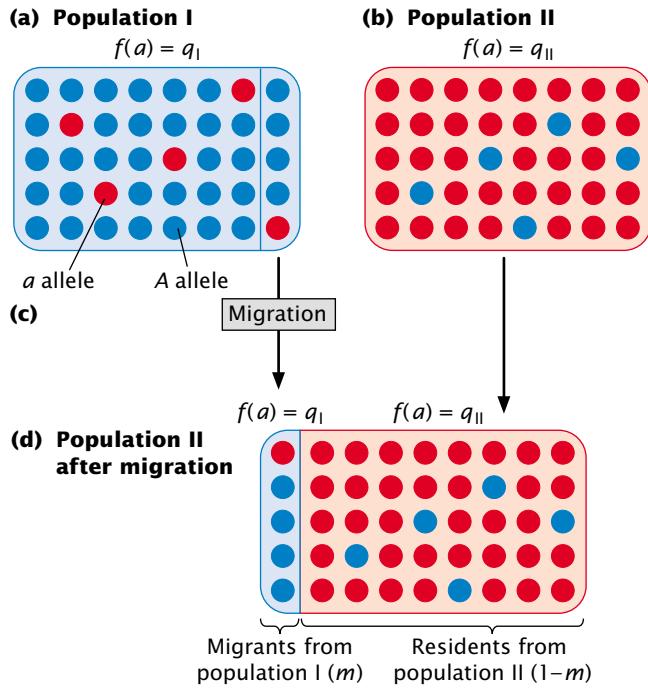 (a) Population I
f(a) = qI
(b) Population II
f(a) = qII
a allele
A allele
(c)
Migration
f(a) = qI
f(a) = qII
(d) Population II
after migration
Migrants from
population I (m)
Residents from
population II (1–m)